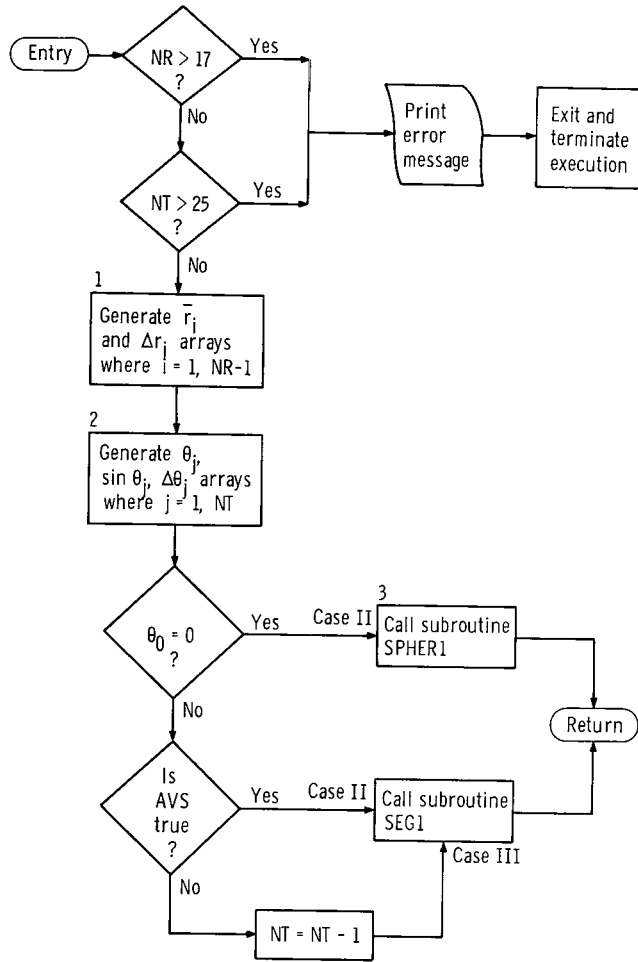 Entry
NR > 17
?
Yes
No
NT > 25
?
Yes
No
Print
error
message
Exit and
terminate
execution
1
Generate r̅i
and Δri arrays
where i = 1, NR-1
2
Generate θj,
sin θj, Δθj arrays
where j = 1, NT
θ0 = 0
?
Yes
Case II
No
3
Call subroutine
SPHER1
Return
Is
AVS
true
?
Yes
Case II
No
Call subroutine
SEG1
Case III
NT = NT - 1